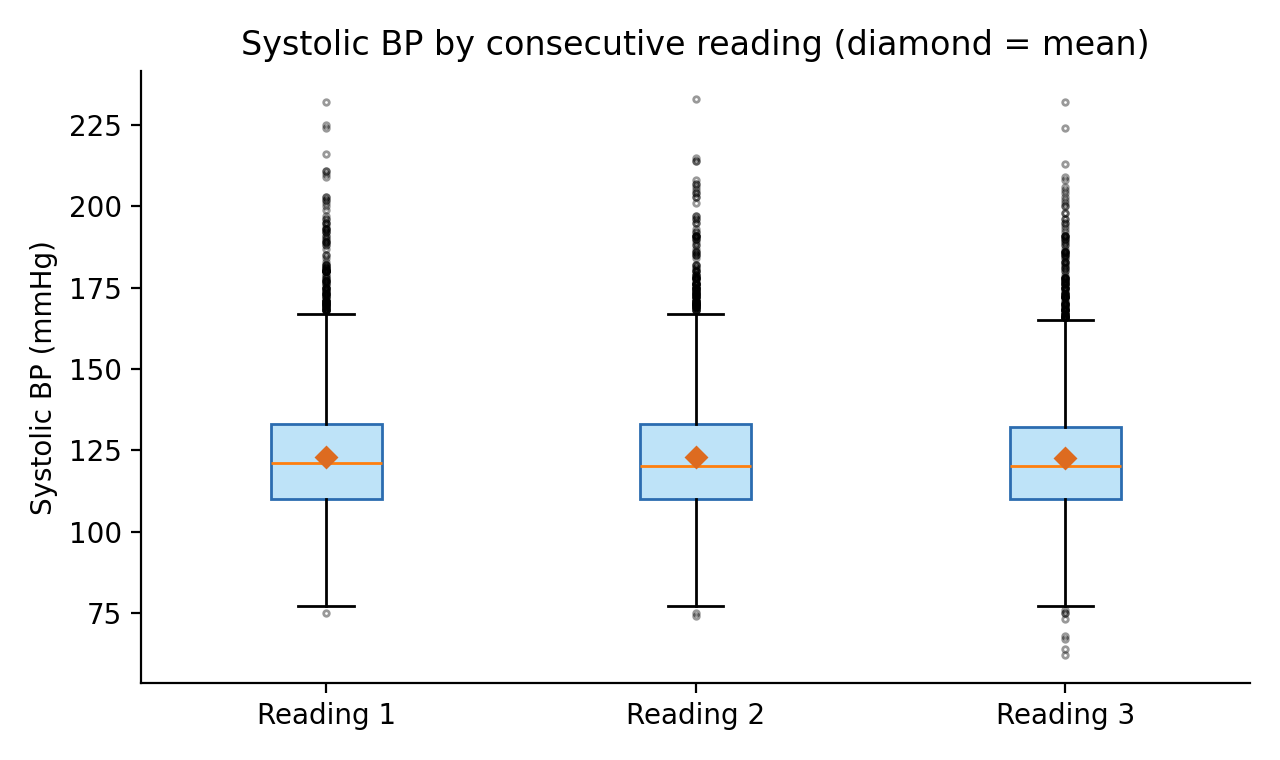 Systolic BP by consecutive reading (diamond = mean)
Systolic BP (mmHg)
225
200
175
150
125
100
75
Reading 1
Reading 2
Reading 3